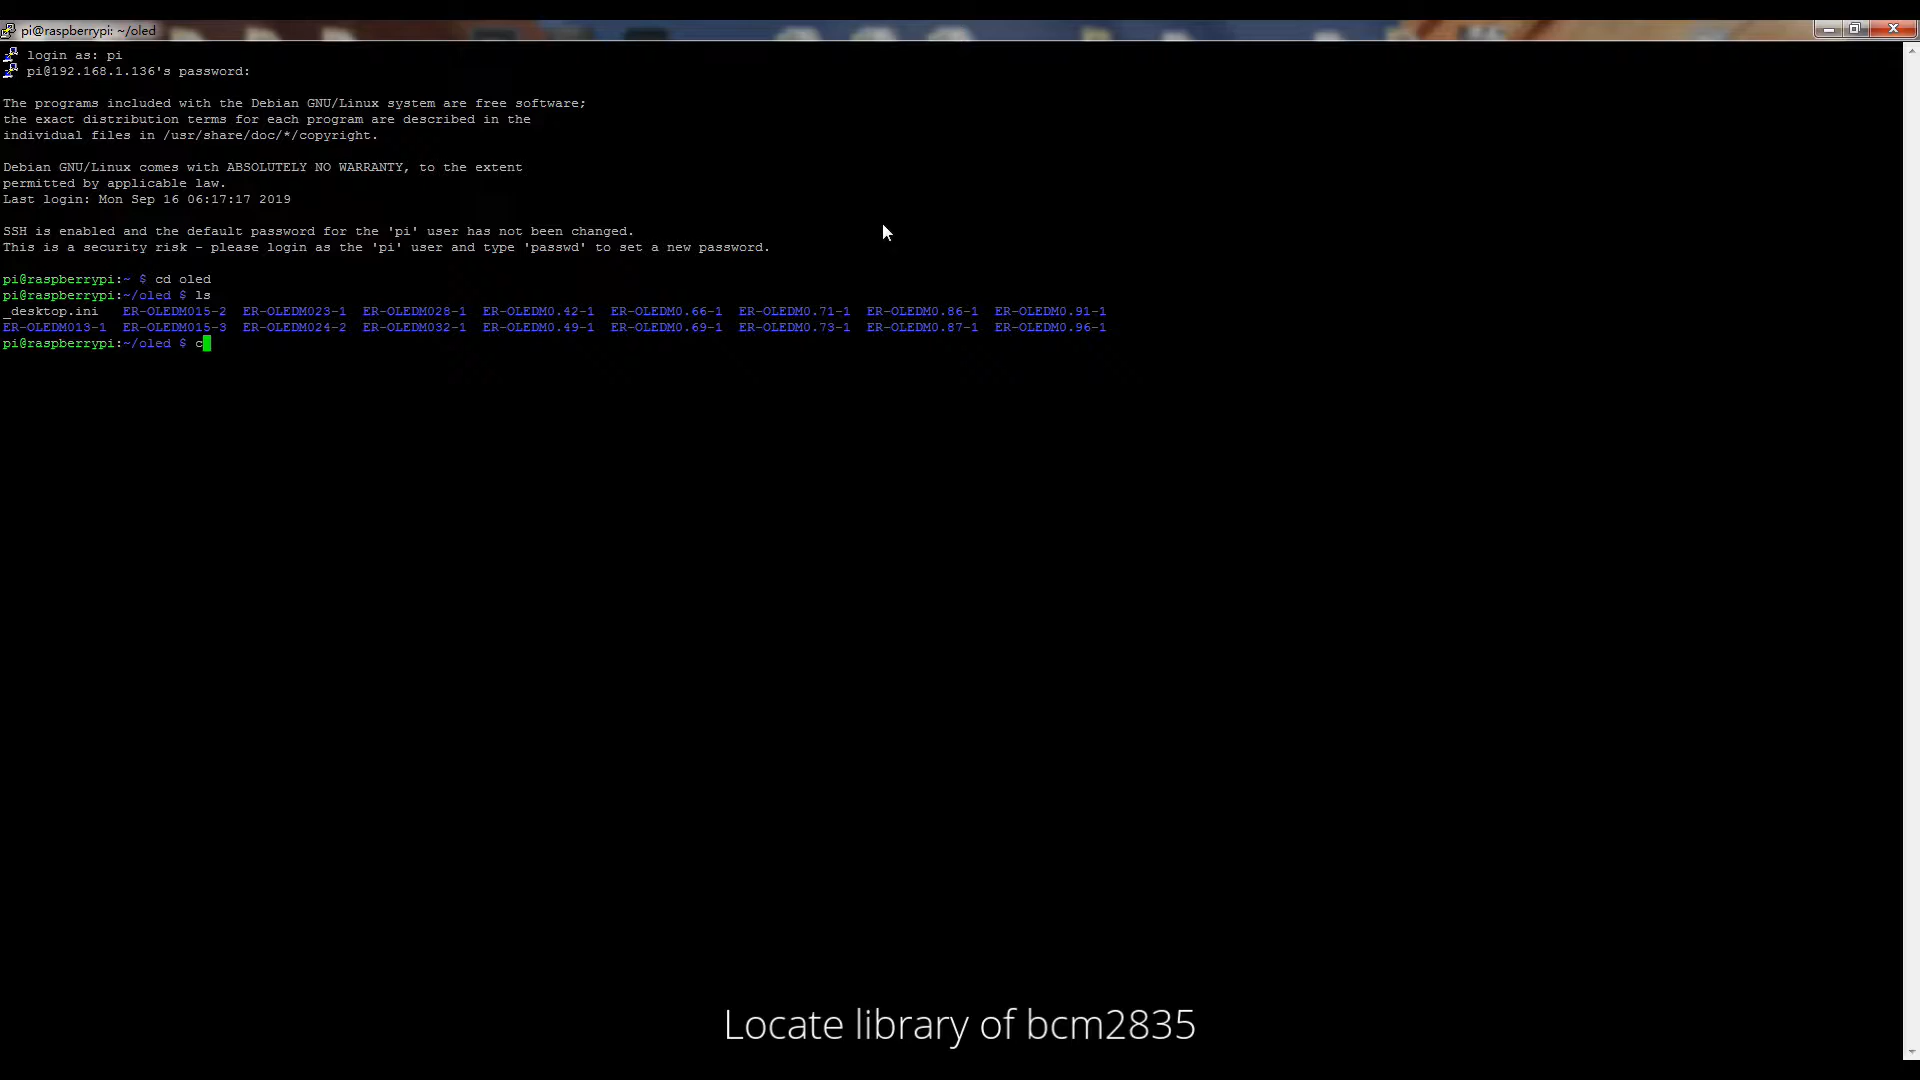 pi@raspberrypi: ~/oled
login as: pi
pi@192.168.1.136's password:
The programs included with the Debian GNU/Linux system are free software;
the exact distribution terms for each program are described in the
individual files in /usr/share/doc/*/copyright.
Debian GNU/Linux comes with ABSOLUTELY NO WARRANTY, to the extent
permitted by applicable law.
Last login: Mon Sep 16 06:17:17 2019
SSH is enabled and the default password for the 'pi' user has not been changed.
This is a security risk - please login as the 'pi' user and type 'passwd' to set a new password.
pi@raspberrypi:~ $ cd oled
pi@raspberrypi:~/oled $ ls
_desktop.ini ER-OLEDM015-2 ER-OLEDM023-1 ER-OLEDM028-1 ER-OLEDM0.42-1 ER-OLEDM0.66-1 ER-OLEDM0.71-1 ER-OLEDM0.86-1 ER-OLEDM0.91-1
ER-OLEDM013-1 ER-OLEDM015-3 ER-OLEDM024-2 ER-OLEDM032-1 ER-OLEDM0.49-1 ER-OLEDM0.69-1 ER-OLEDM0.73-1 ER-OLEDM0.87-1 ER-OLEDM0.96-1
pi@raspberrypi:~/oled $ c
Locate library of bcm2835